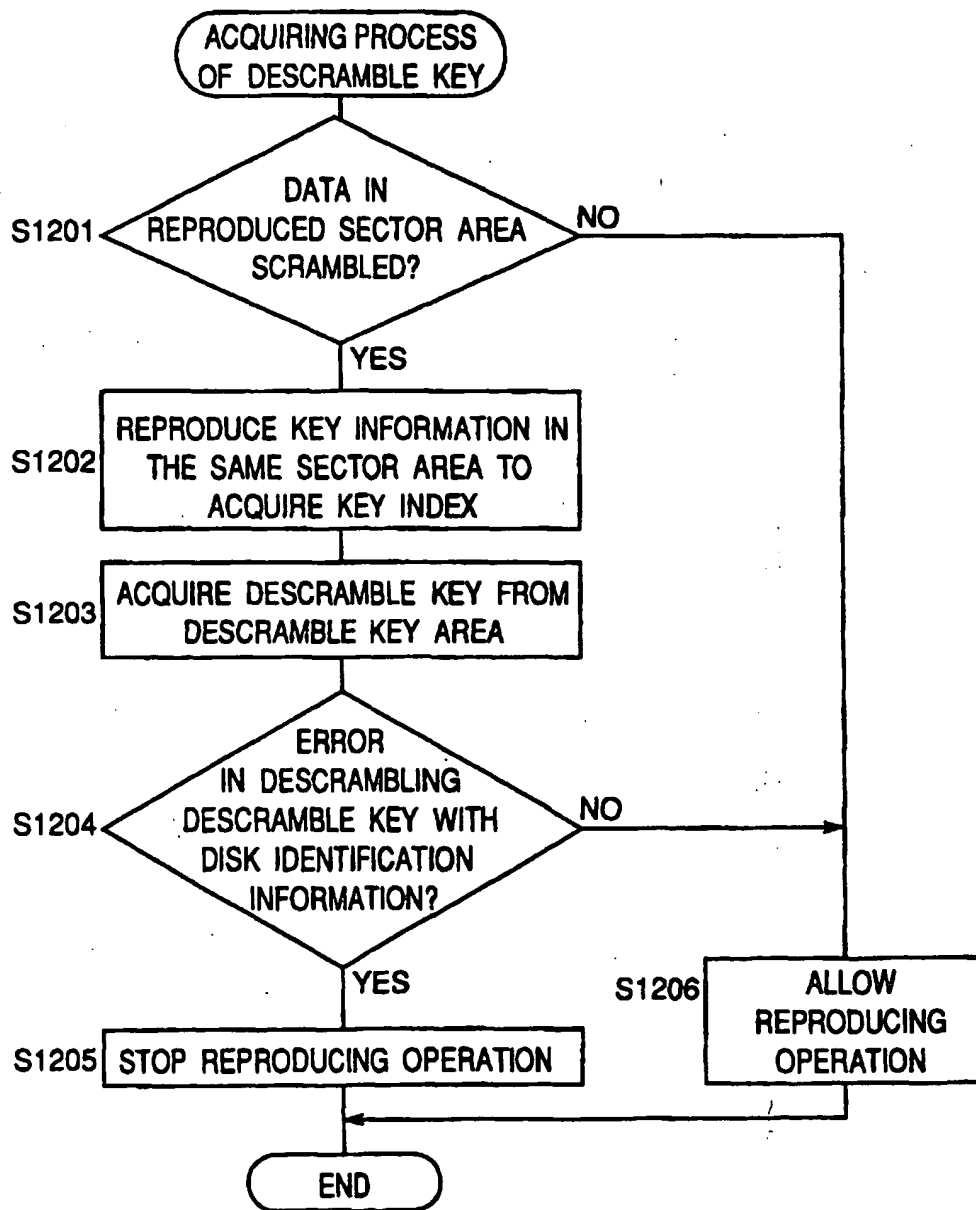 ACQUIRING PROCESS
OF DESCRAMBLE KEY
DATA IN
REPRODUCED SECTOR AREA
SCRAMBLED?
S1201
NO
YES
REPRODUCE KEY INFORMATION IN
THE SAME SECTOR AREA TO
ACQUIRE KEY INDEX
S1202
ACQUIRE DESCRAMBLE KEY FROM
DESCRAMBLE KEY AREA
S1203
ERROR
IN DESCRAMBLING
DESCRAMBLE KEY WITH
DISK IDENTIFICATION
INFORMATION?
S1204
NO
YES
S1205
STOP REPRODUCING OPERATION
S1206
ALLOW
REPRODUCING
OPERATION
END